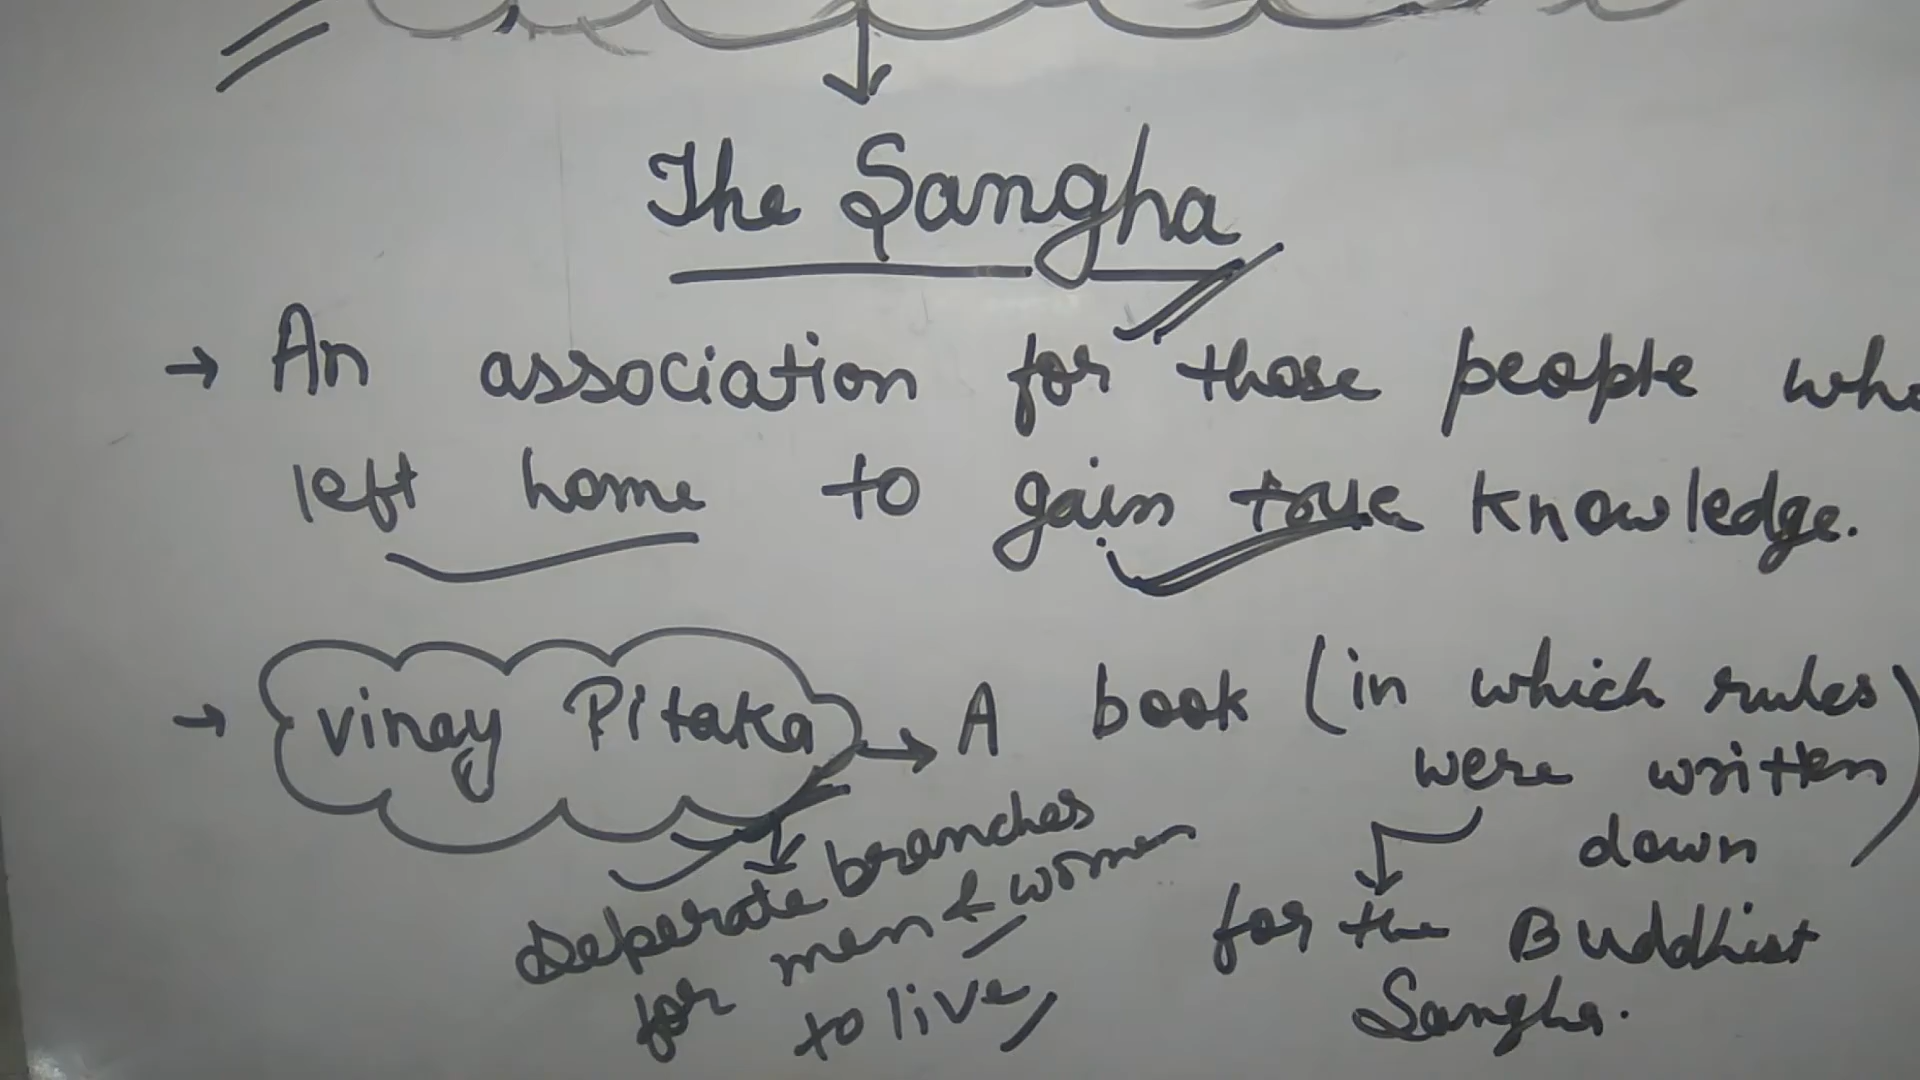 The Sangha
→ An association for those people who
left home to gain true knowledge.
→ Vinay Pitaka → A book (in which rules
were written
down)
for the Buddhist
Sangha.
Seperate branches
for men & women
to live